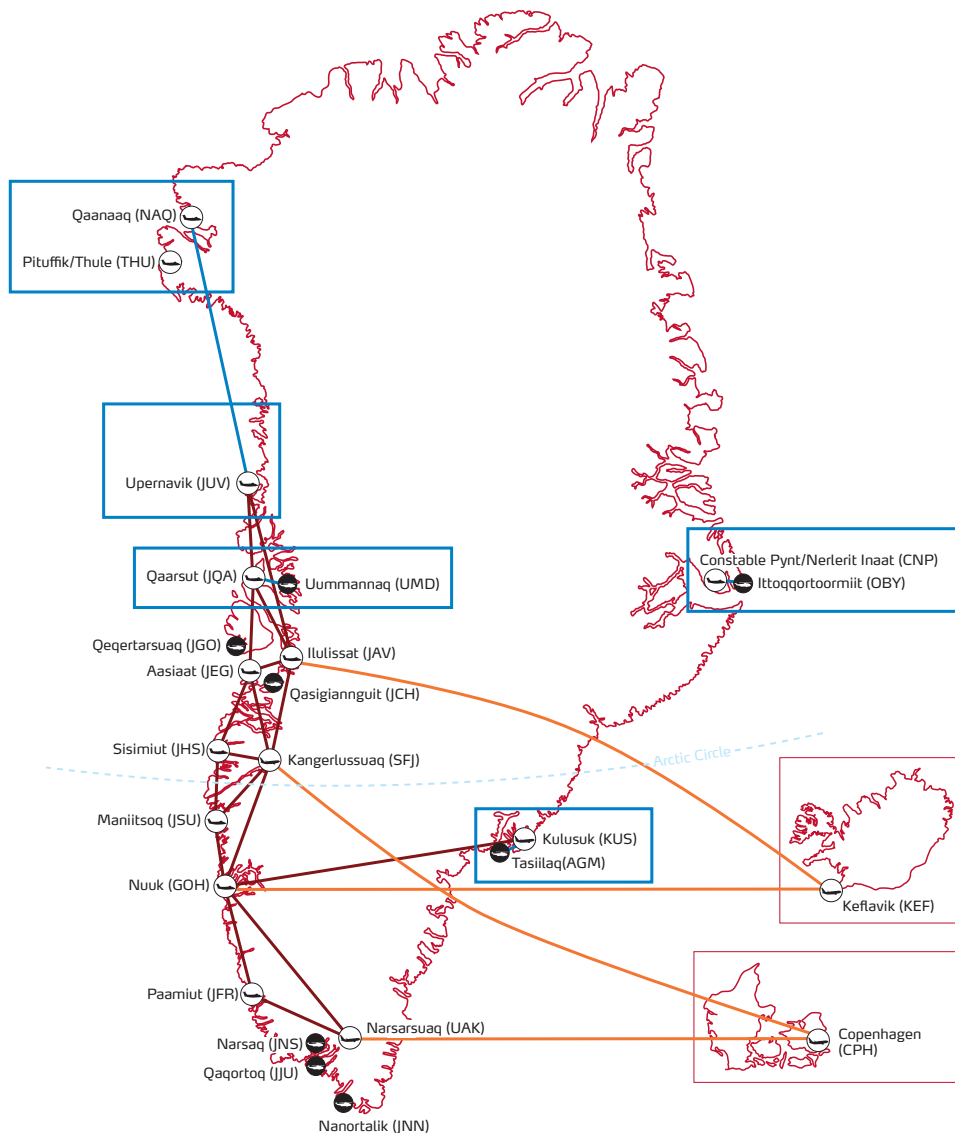 Qaanaaq (NAQ)
Pituffik/Thule (THU)
Upernavik (JUV)
Qaarsut (JQA)
Uummannaq (UMD)
Constable Pynt/Nerlerit Inaat (CNP)
Ittoqqortoormiit (OBY)
Qeqertarsuaq (JGO)
Ilulissat (JAV)
Aasiaat (JEG)
Qasigiannguit (JCH)
Sisimiut (JHS)
Kangerlussuaq (SFJ)
Arctic Circle
Maniitsoq (JSU)
Kulusuk (KUS)
Tasiilaq(AGM)
Nuuk (GOH)
Keflavik (KEF)
Paamiut (JFR)
Narsarsuaq (UAK)
Copenhagen
(CPH)
Narsaq (JNS)
Qaqortoq (JJU)
Nanortalik (JNN)